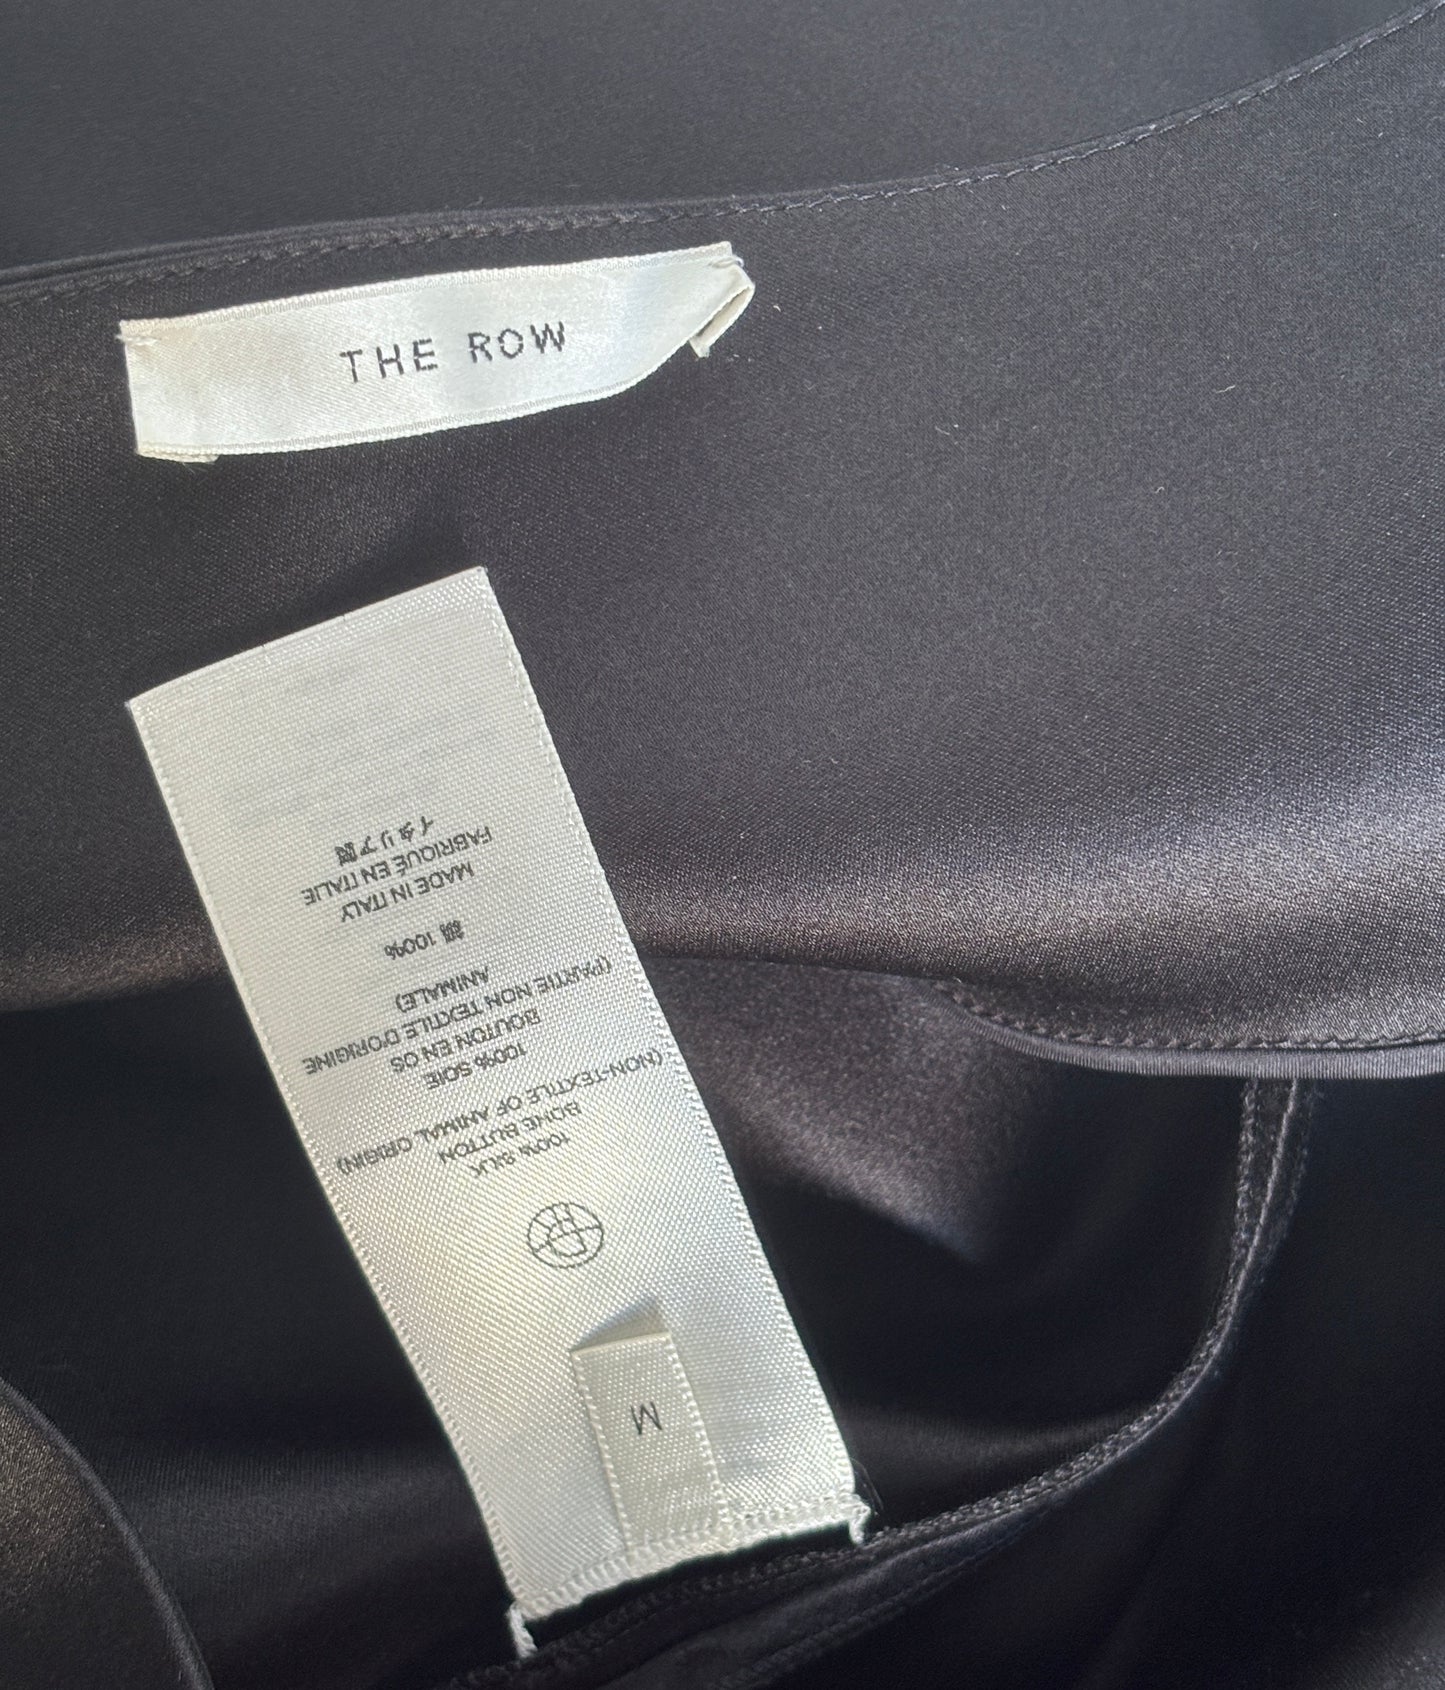 THE ROW
M
100% SILK
BONE BUTTON
(NON-TEXTILE OF ANIMAL ORIGIN)
100% SOIE
BOUTON EN OS
(PARTIE NON TEXTILE D'ORIGINE
ANIMALE)
絹 100%
MADE IN ITALY
FABRIQUÉ EN ITALIE
イタリア製